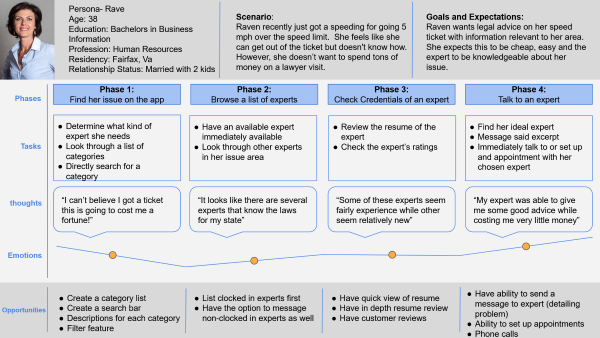 Persona- Rave
Age: 38
Education: Bachelors in Business
Information
Profession: Human Resources
Residency: Fairfax, Va
Relationship Status: Married with 2 kids
Scenario:
Raven recently just got a speeding for going 5
mph over the speed limit.  She feels like she
can get out of the ticket but doesn't know how.
However, she doesn't want to spend tons of
money on a lawyer visit.
Goals and Expectations:
Raven wants legal advice on her speed
ticket with information relevant to her area.
She expects this to be cheap, easy and the
expert to be knowledgeable about her
issue.
Phases
Phase 1:
Find her issue on the app
Phase 2:
Browse a list of experts
Phase 3:
Check Credentials of an expert
Phase 4:
Talk to an expert
Tasks
● Determine what kind of
expert she needs
● Look through a list of
categories
● Directly search for a
category
● Have an available expert
immediately available
● Look through other experts
in her issue area
● Review the resume of the
expert
● Check the expert's ratings
● Find her ideal expert
● Message said excerpt
● Immediately talk to or set up
and appointment with her
chosen expert
thoughts
"I can't believe I got a ticket
this is going to cost me a
fortune!"
"It looks like there are several
experts that know the laws
for my state"
"Some of these experts seem
fairly experience while other
seem relatively new"
"My expert was able to give
me some good advice while
costing me very little money"
Emotions
Opportunities
● Create a category list
● Create a search bar
● Descriptions for each category
● Filter feature
● List clocked in experts first
● Have the option to message
non-clocked in experts as well
● Have quick view of resume
● Have in depth resume review
● Have customer reviews
● Have ability to send a
message to expert (detailing
problem)
● Ability to set up appointments
● Phone calls